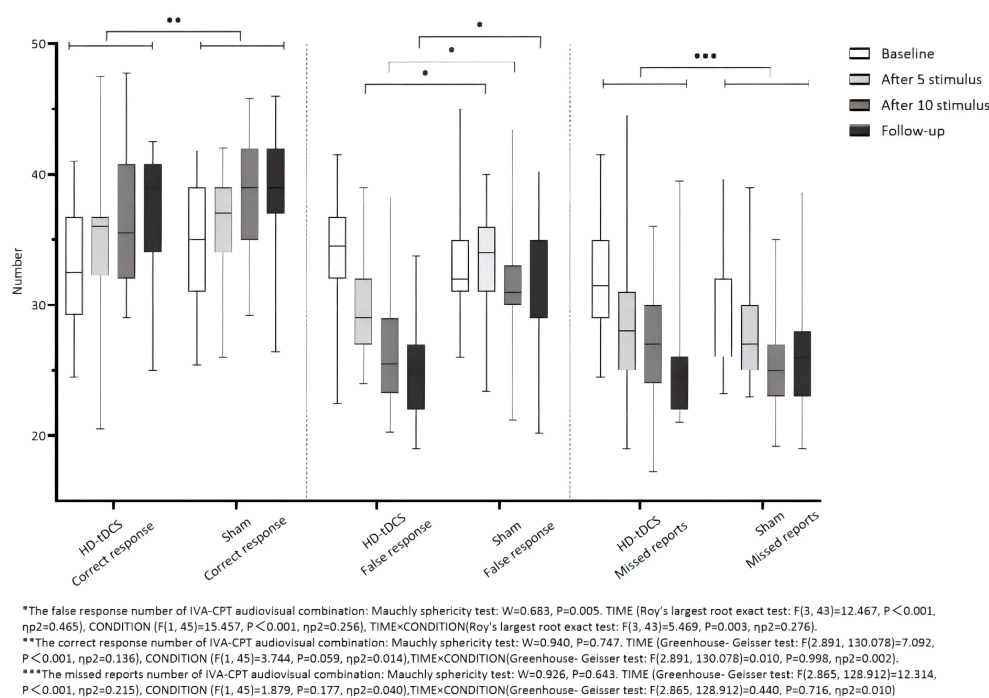 **
*
*
*
***
50
40
30
20
Number
Baseline
After 5 stimulus
After 10 stimulus
Follow-up
HD-tDCS
Correct response
Sham
Correct response
HD-tDCS
False response
Sham
False response
HD-tDCS
Missed reports
Sham
Missed reports
*The false response number of IVA-CPT audiovisual combination: Mauchly sphericity test: W=0.683, P=0.005. TIME (Roy's largest root exact test: F(3, 43)=12.467, P＜0.001,
ηp2=0.465), CONDITION (F(1, 45)=15.457, P＜0.001, ηp2=0.256), TIME×CONDITION(Roy's largest root exact test: F(3, 43)=5.469, P=0.003, ηp2=0.276).
**The correct response number of IVA-CPT audiovisual combination: Mauchly sphericity test: W=0.940, P=0.747. TIME (Greenhouse- Geisser test: F(2.891, 130.078)=7.092,
P＜0.001, ηp2=0.136), CONDITION (F(1, 45)=3.744, P=0.059, ηp2=0.014),TIME×CONDITION(Greenhouse- Geisser test: F(2.891, 130.078)=0.010, P=0.998, ηp2=0.002).
***The missed reports number of IVA-CPT audiovisual combination: Mauchly sphericity test: W=0.926, P=0.643. TIME (Greenhouse- Geisser test: F(2.865, 128.912)=12.314,
P＜0.001, ηp2=0.215), CONDITION (F(1, 45)=1.879, P=0.177, ηp2=0.040),TIME×CONDITION(Greenhouse- Geisser test: F(2.865, 128.912)=0.440, P=0.716, ηp2=0.010)